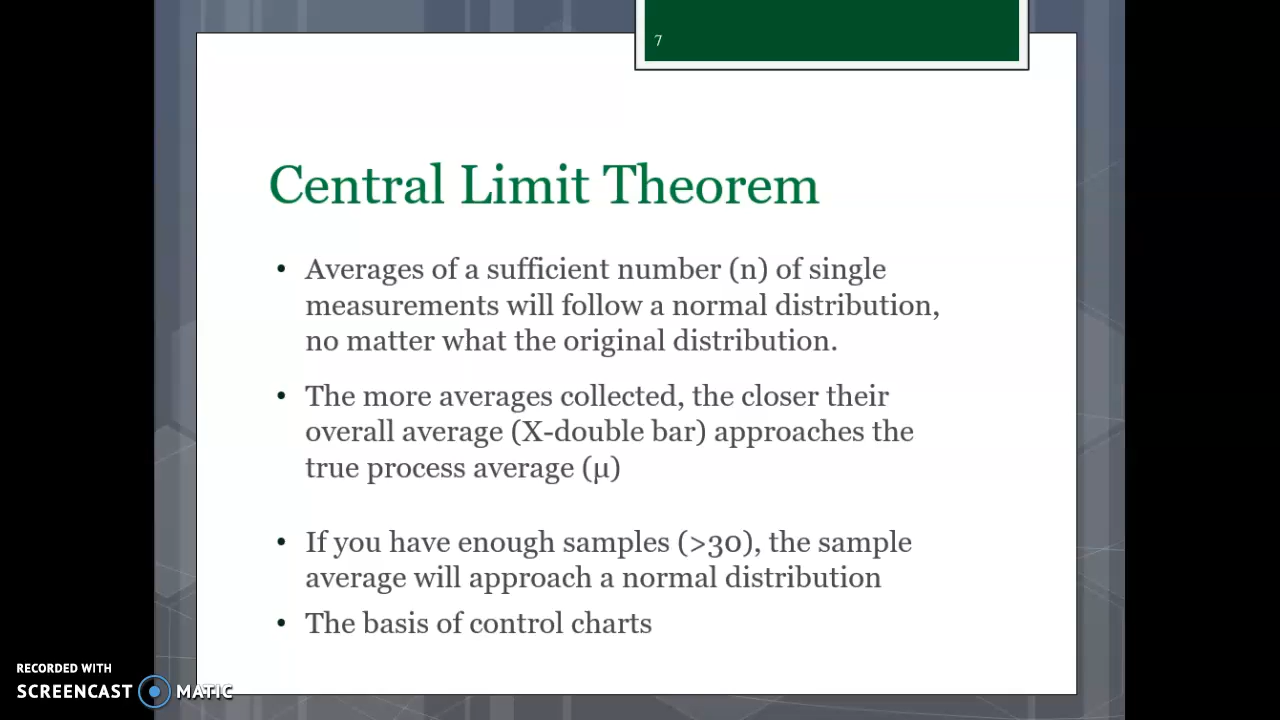 7
Central Limit Theorem
• Averages of a sufficient number (n) of single
measurements will follow a normal distribution,
no matter what the original distribution.
• The more averages collected, the closer their
overall average (X-double bar) approaches the
true process average (µ)
• If you have enough samples (>30), the sample
average will approach a normal distribution
• The basis of control charts
RECORDED WITH
SCREENCAST MATIC